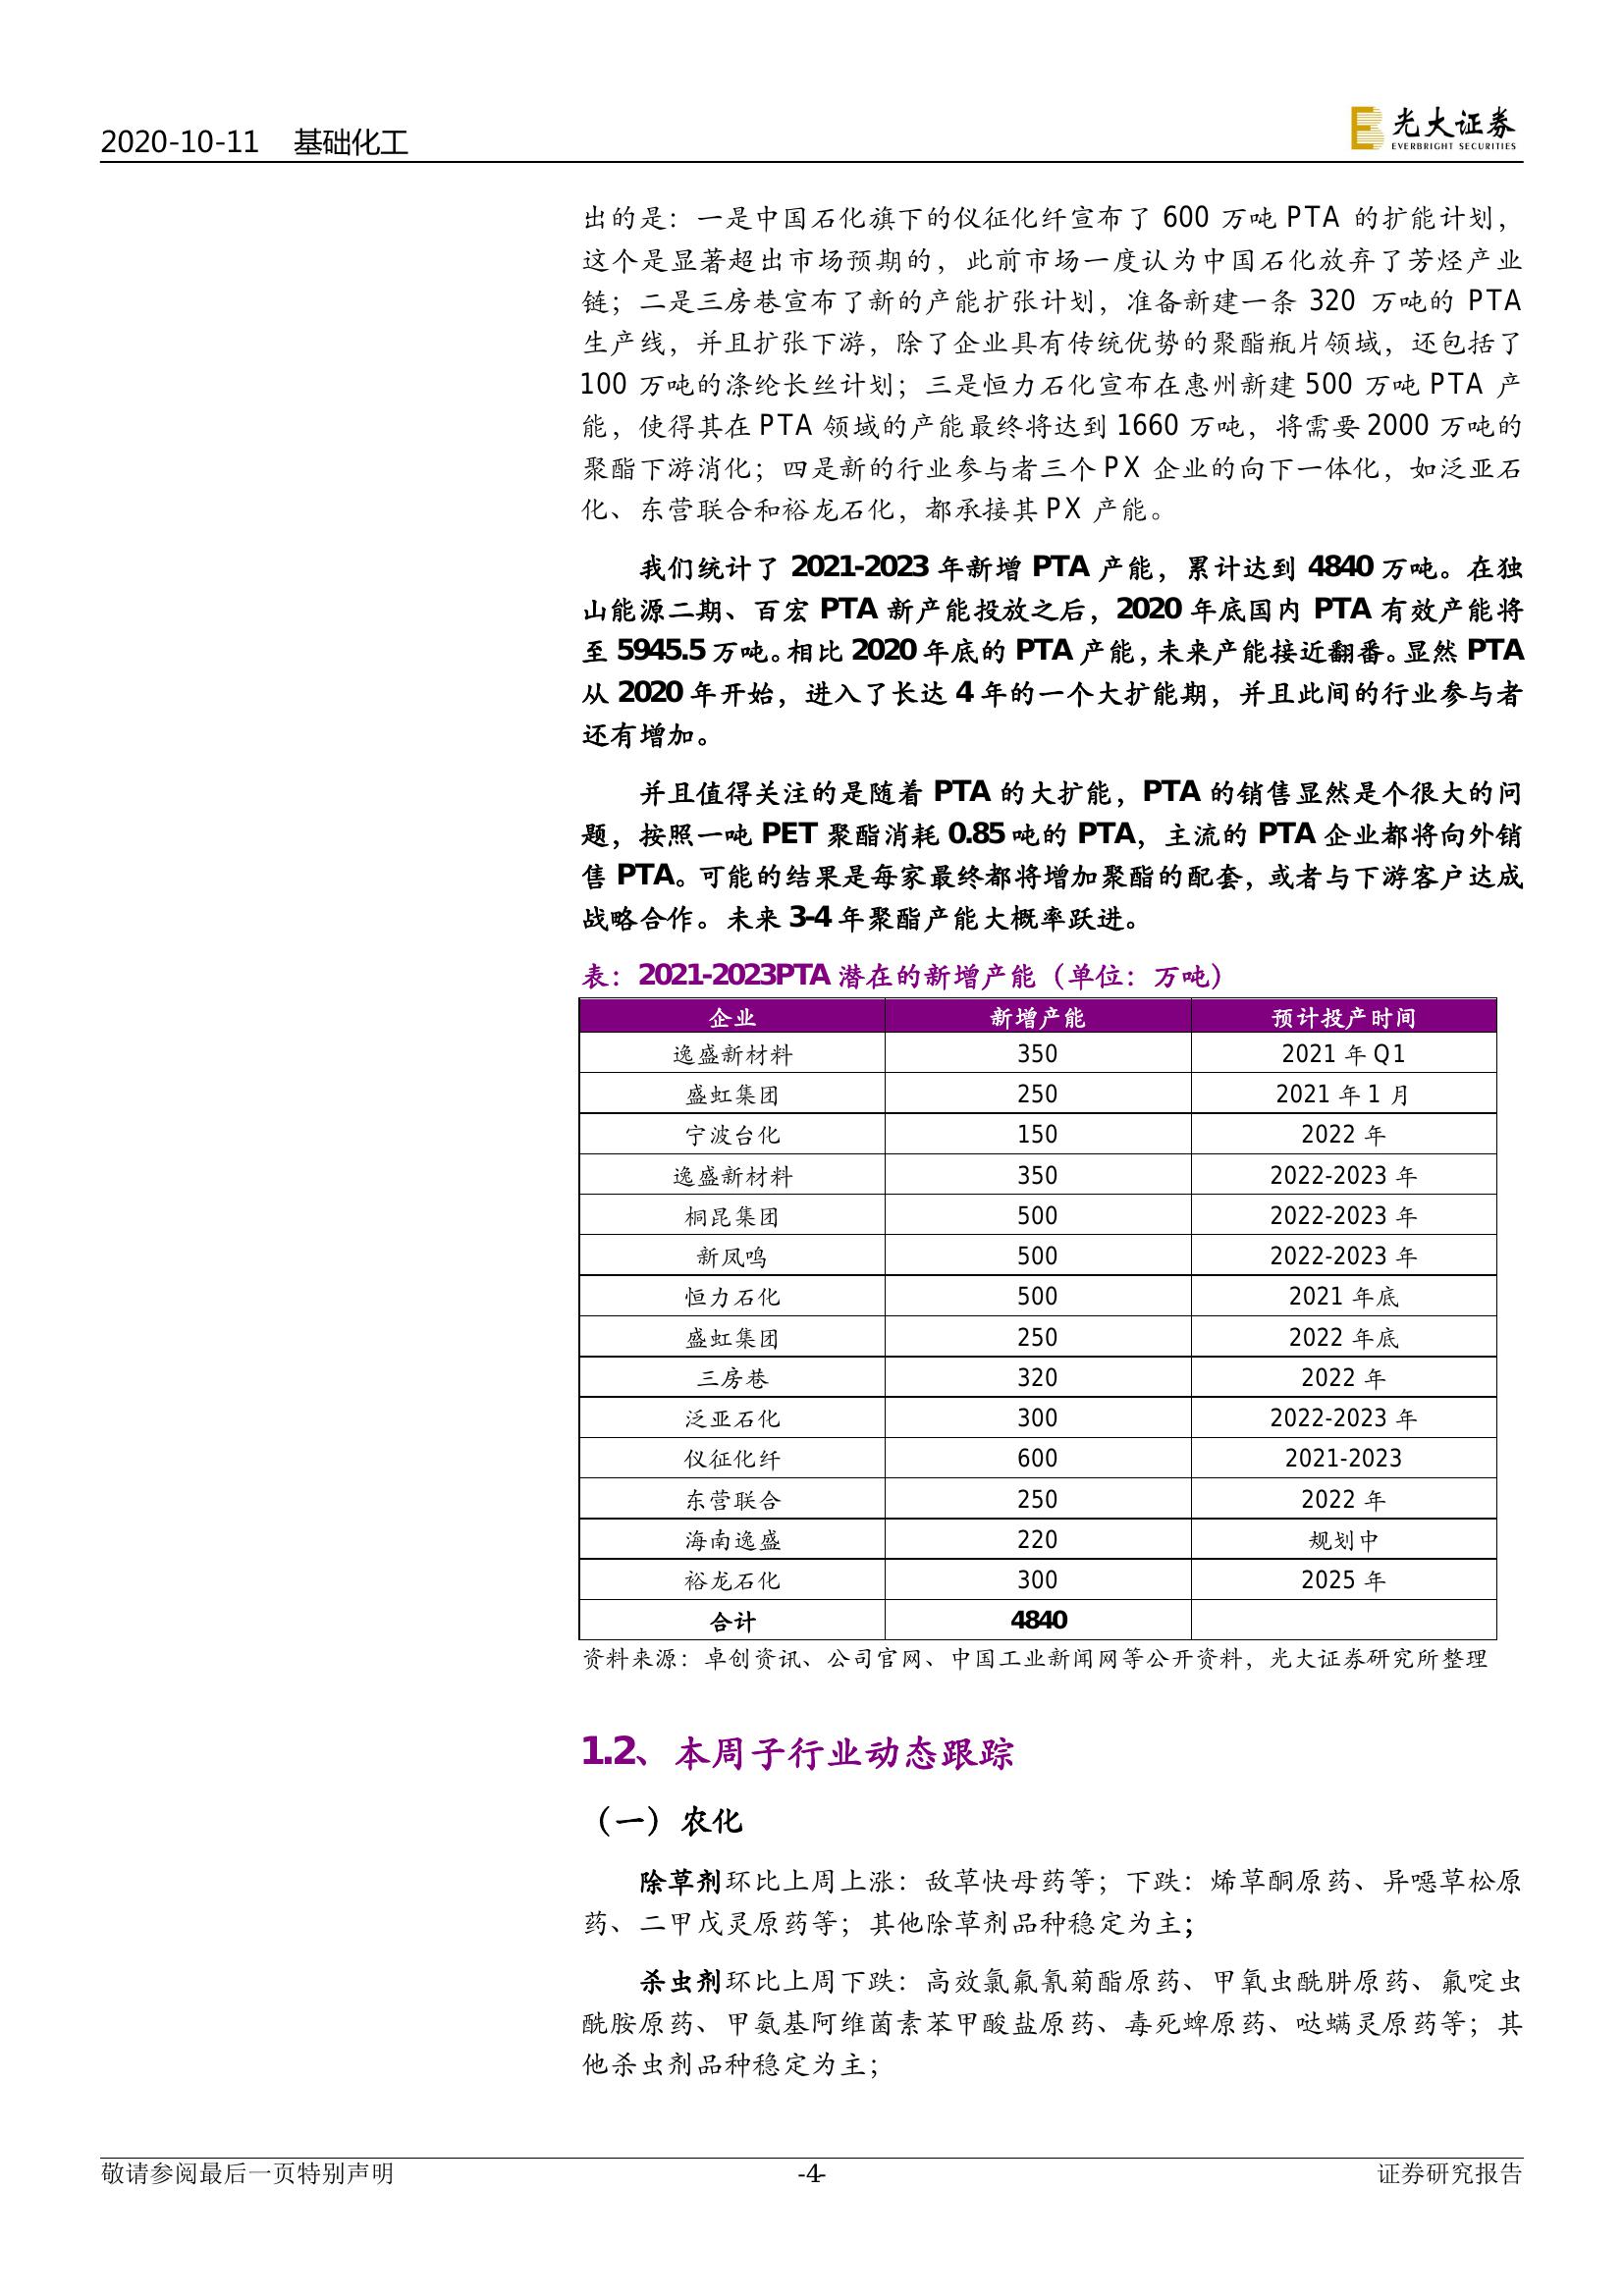 2020-10-11 基础化工
光大证券
EVERBRIGHT SECURITIES
出的是：一是中国石化旗下的仪征化纤宣布了 600 万吨 PTA 的扩能计划，
这个是显著超出市场预期的，此前市场一度认为中国石化放弃了芳烃产业
链；二是三房巷宣布了新的产能扩张计划，准备新建一条 320 万吨的 PTA
生产线，并且扩张下游，除了企业具有传统优势的聚酯瓶片领域，还包括了
100 万吨的涤纶长丝计划；三是恒力石化宣布在惠州新建 500 万吨 PTA 产
能，使得其在 PTA 领域的产能最终将达到 1660 万吨，将需要 2000 万吨的
聚酯下游消化；四是新的行业参与者三个 PX 企业的向下一体化，如泛亚石
化、东营联合和裕龙石化，都承接其 PX 产能。
我们统计了 2021-2023 年新增 PTA 产能，累计达到 4840 万吨。在独
山能源二期、百宏 PTA 新产能投放之后，2020 年底国内 PTA 有效产能将
至 5945.5 万吨。相比 2020 年底的 PTA 产能，未来产能接近翻番。显然 PTA
从 2020 年开始，进入了长达 4 年的一个大扩能期，并且此间的行业参与者
还有增加。
并且值得关注的是随着 PTA 的大扩能，PTA 的销售显然是个很大的问
题，按照一吨 PET 聚酯消耗 0.85 吨的 PTA，主流的 PTA 企业都将向外销
售 PTA。可能的结果是每家最终都将增加聚酯的配套，或者与下游客户达成
战略合作。未来 3-4 年聚酯产能大概率跃进。
表：2021-2023PTA 潜在的新增产能（单位：万吨）
企业 新增产能 预计投产时间
逸盛新材料 350 2021 年 Q1
盛虹集团 250 2021 年 1 月
宁波台化 150 2022 年
逸盛新材料 350 2022-2023 年
桐昆集团 500 2022-2023 年
新凤鸣 500 2022-2023 年
恒力石化 500 2021 年底
盛虹集团 250 2022 年底
三房巷 320 2022 年
泛亚石化 300 2022-2023 年
仪征化纤 600 2021-2023
东营联合 250 2022 年
海南逸盛 220 规划中
裕龙石化 300 2025 年
合计 4840
资料来源：卓创资讯、公司官网、中国工业新闻网等公开资料，光大证券研究所整理
1.2、本周子行业动态跟踪
（一）农化
除草剂环比上周上涨：敌草快母药等；下跌：烯草酮原药、异噁草松原
药、二甲戊灵原药等；其他除草剂品种稳定为主；
杀虫剂环比上周下跌：高效氯氟氰菊酯原药、甲氧虫酰肼原药、氟啶虫
酰胺原药、甲氨基阿维菌素苯甲酸盐原药、毒死蜱原药、哒螨灵原药等；其
他杀虫剂品种稳定为主；
敬请参阅最后一页特别声明 -4- 证券研究报告